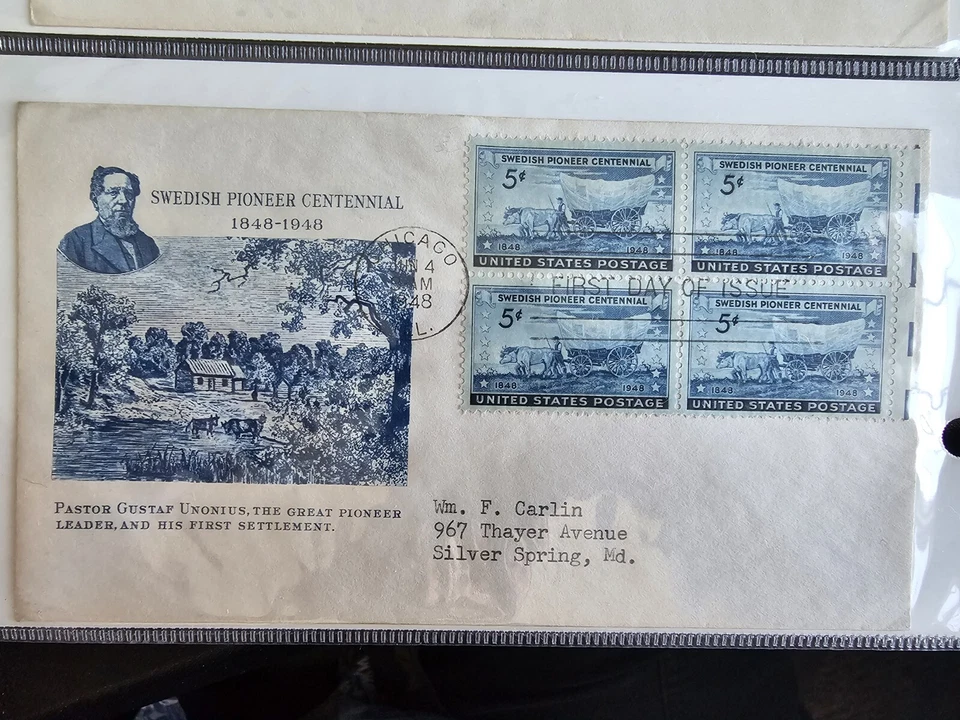 SWEDISH PIONEER CENTENNIAL
1848-1948
CACO
N 4
AM
1948
L.
FIRST DAY OF ISSUE
SWEDISH PIONEER CENTENNIAL
5¢
1848 1948
UNITED STATES POSTAGE
SWEDISH PIONEER CENTENNIAL
5¢
1848 1948
UNITED STATES POSTAGE
SWEDISH PIONEER CENTENNIAL
5¢
1848 1948
UNITED STATES POSTAGE
SWEDISH PIONEER CENTENNIAL
5¢
1848 1948
UNITED STATES POSTAGE
PASTOR GUSTAF UNONIUS, THE GREAT PIONEER
LEADER, AND HIS FIRST SETTLEMENT.
Wm. F. Carlin
967 Thayer Avenue
Silver Spring, Md.